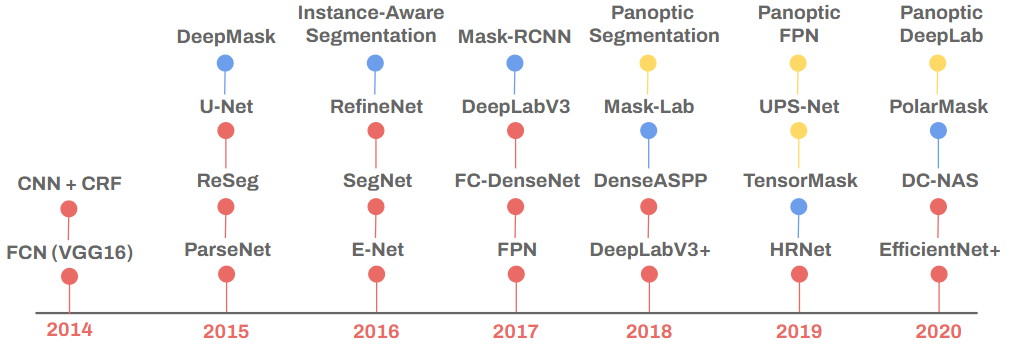 Instance-Aware
Segmentation
Panoptic
Segmentation
Panoptic
FPN
Panoptic
DeepLab
DeepMask
Mask-RCNN
U-Net
RefineNet
DeepLabV3
Mask-Lab
UPS-Net
PolarMask
CNN + CRF
ReSeg
SegNet
FC-DenseNet
DenseASPP
TensorMask
DC-NAS
FCN (VGG16)
ParseNet
E-Net
FPN
DeepLabV3+
HRNet
EfficientNet+
2014
2015
2016
2017
2018
2019
2020